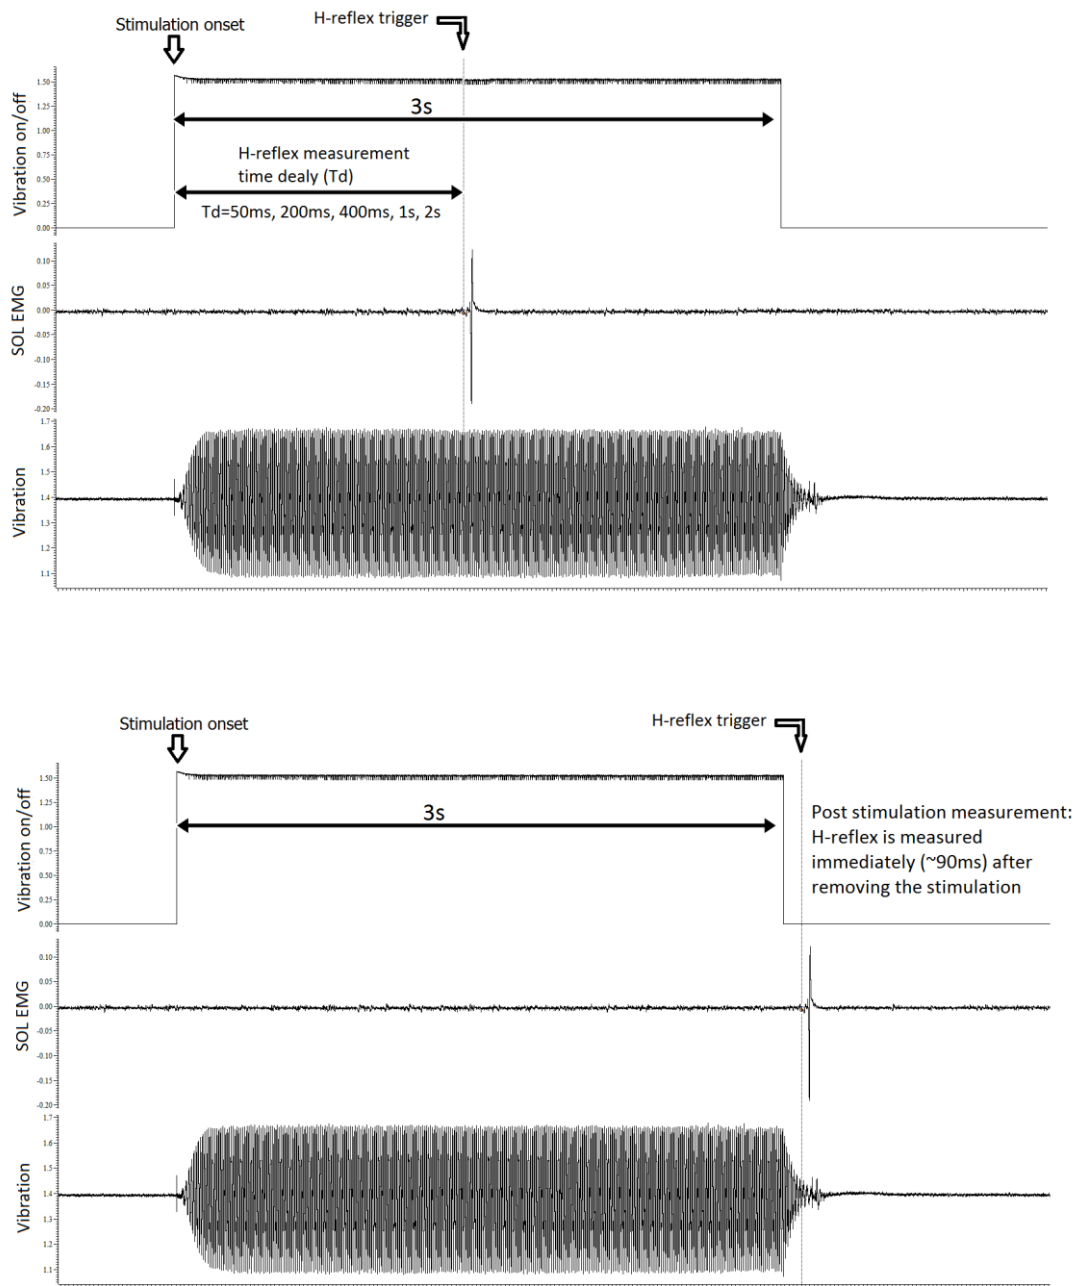 Stimulation onset
H-reflex trigger
Vibration on/off
1.50
1.25
1.00
0.75
0.50
0.25
0.00
3s
H-reflex measurement
time dealy (Td)
Td=50ms, 200ms, 400ms, 1s, 2s
SOL EMG
0.10
0.05
0.00
-0.05
-0.10
-0.15
-0.20
Vibration
1.7
1.6
1.5
1.4
1.3
1.2
1.1
Stimulation onset
H-reflex trigger
Vibration on/off
1.50
1.25
1.00
0.75
0.50
0.25
0.00
3s
Post stimulation measurement:
H-reflex is measured
immediately (~90ms) after
removing the stimulation
SOL EMG
0.10
0.05
0.00
-0.05
-0.10
-0.15
-0.20
Vibration
1.7
1.6
1.5
1.4
1.3
1.2
1.1